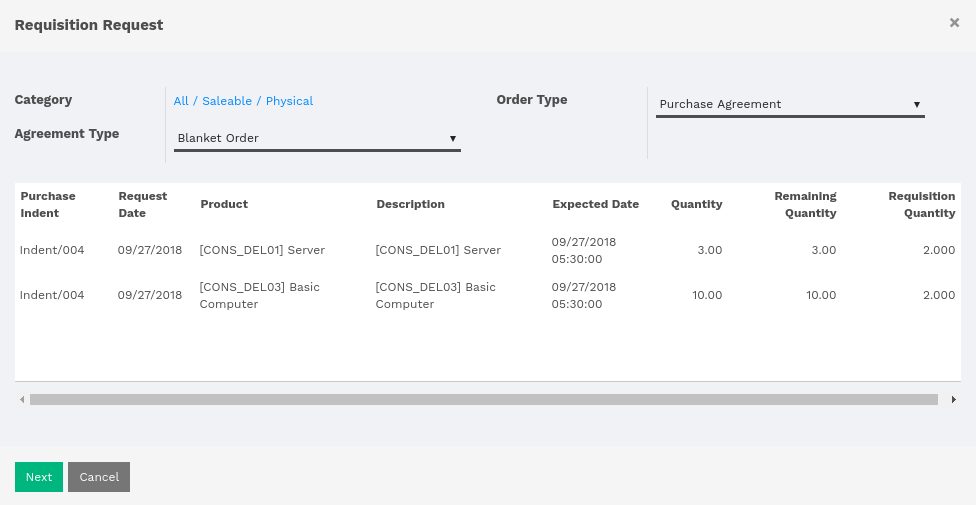 Requisition Request ×
Category All / Saleable / Physical Order Type Purchase Agreement ▼
Agreement Type Blanket Order ▼
Purchase Indent Request Date Product Description Expected Date Quantity Remaining Quantity Requisition Quantity
Indent/004 09/27/2018 [CONS_DEL01] Server [CONS_DEL01] Server 09/27/2018 05:30:00 3.00 3.00 2.000
Indent/004 09/27/2018 [CONS_DEL03] Basic Computer [CONS_DEL03] Basic Computer 09/27/2018 05:30:00 10.00 10.00 2.000
Next Cancel